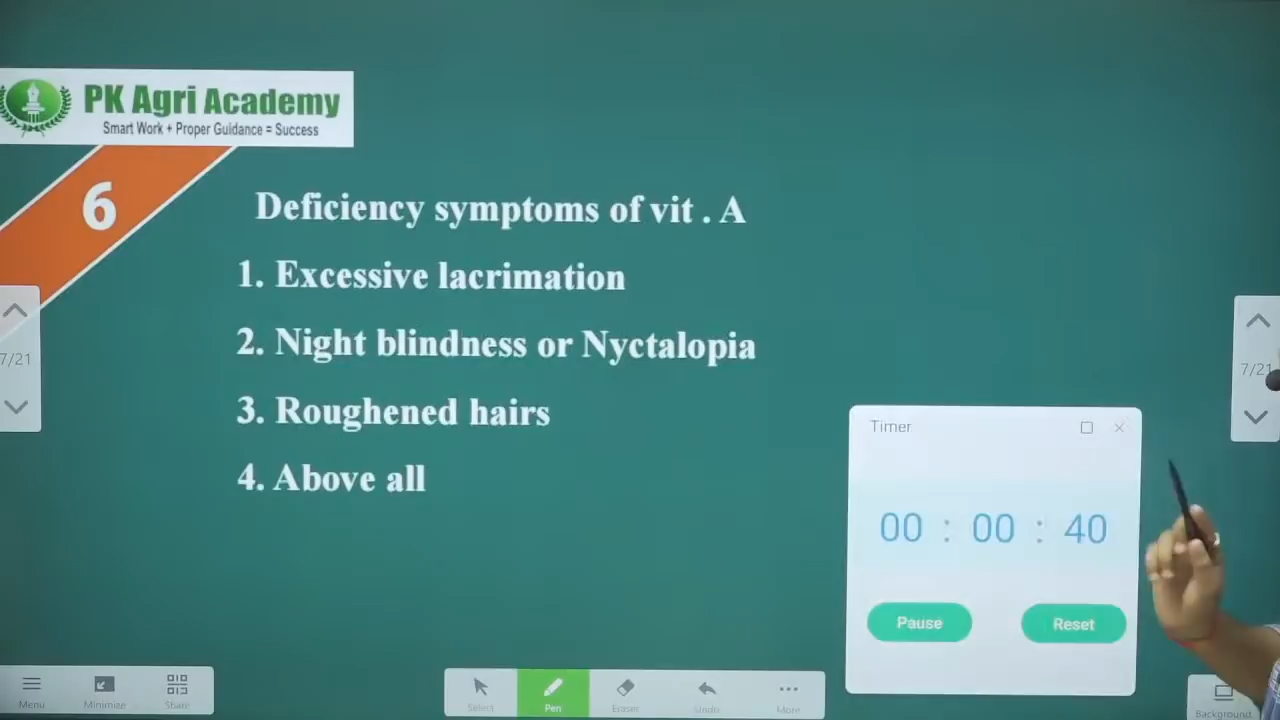 PK Agri Academy
Smart Work + Proper Guidance = Success
6
Deficiency symptoms of vit . A
1. Excessive lacrimation
2. Night blindness or Nyctalopia
3. Roughened hairs
4. Above all
7/21
7/21
Timer
00 : 00 : 40
Pause
Reset
Menu
Minimize
Share
Select
Pen
Eraser
Undo
More
Background